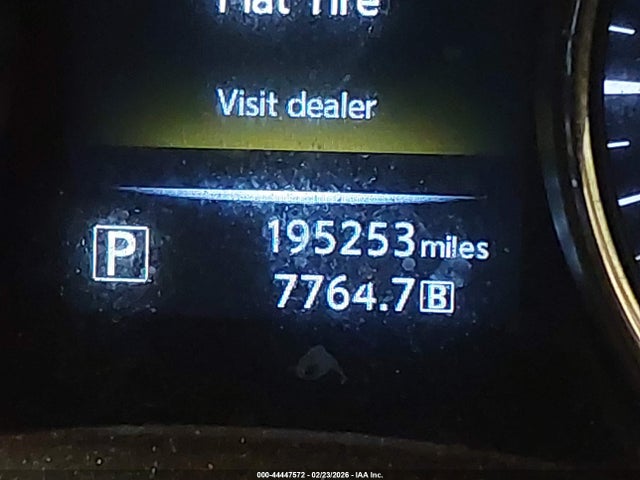 Flat Tire
Visit dealer
P
195253 miles
7764.7 B
000-44447572 - 02/23/2026 - IAA Inc.